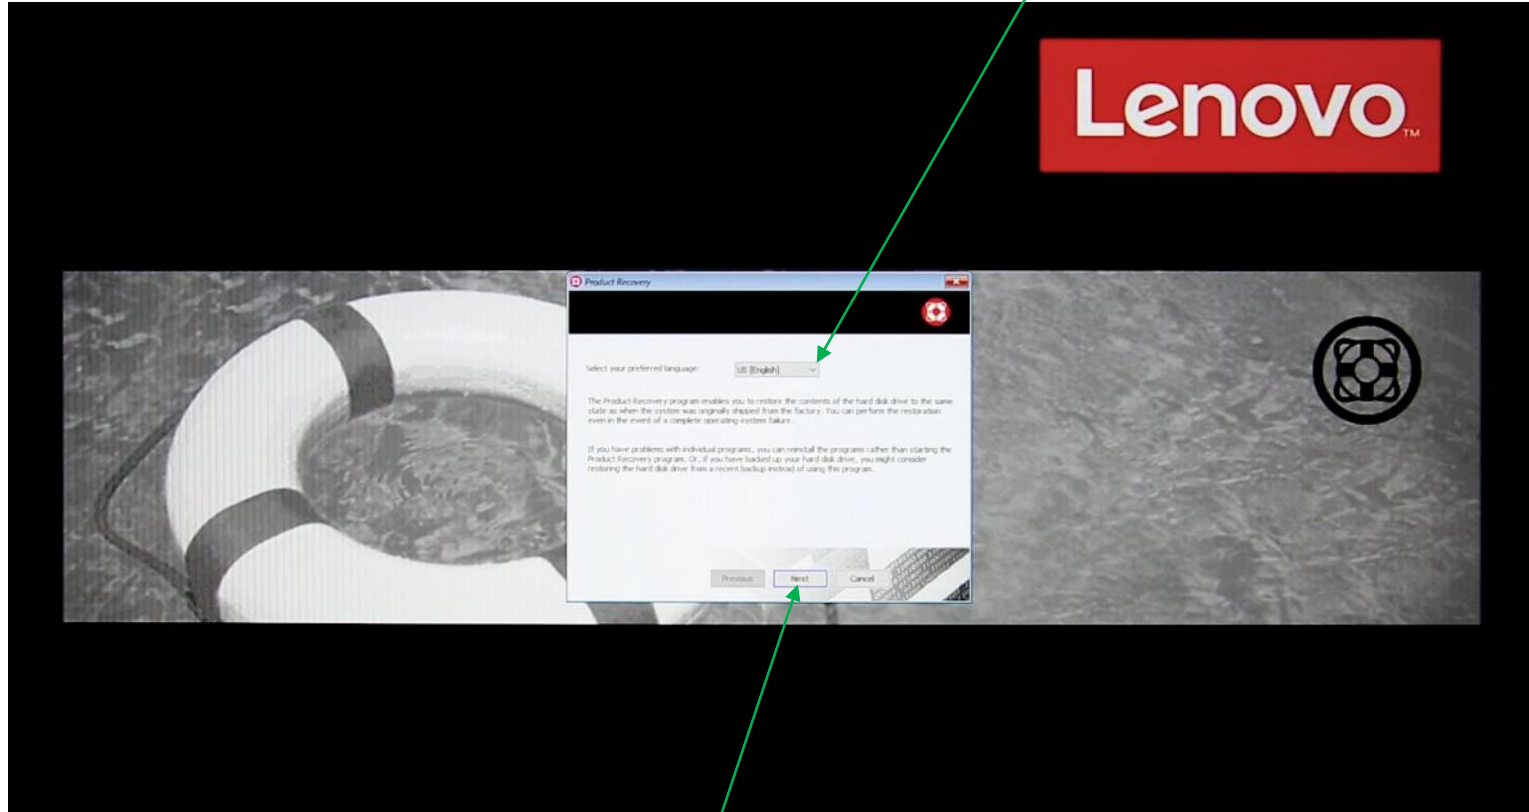 Lenovo
TM
Product Recovery
Select your preferred language:
US [English]
The Product Recovery program enables you to restore the contents of the hard disk drive to the same
state as when the system was originally shipped from the factory. You can perform the restoration
even in the event of a complete operating-system failure.
If you have problems with individual programs, you can reinstall the programs rather than starting the
Product Recovery program. Or, if you have backed up your hard disk drive, you might consider
restoring the hard disk drive from a recent backup instead of using this program.
Previous
Next
Cancel